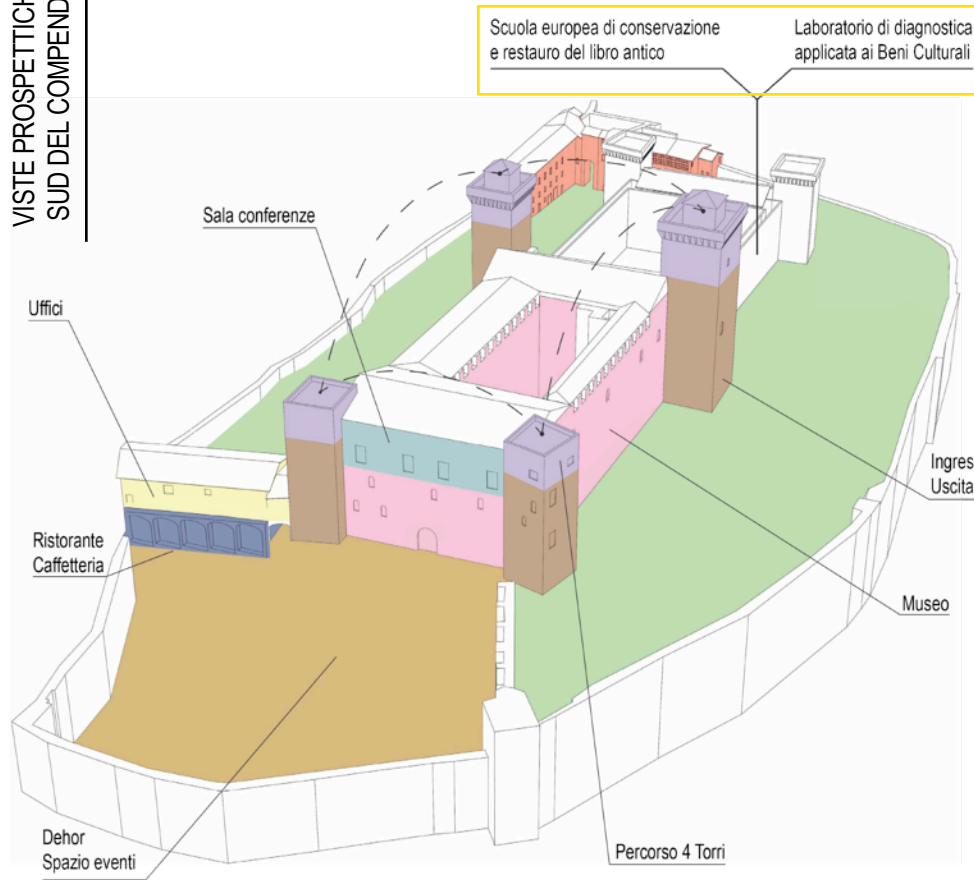 VISTE PROSPETTICH
SUD DEL COMPEND
Scuola europea di conservazione
e restauro del libro antico
Laboratorio di diagnostica
applicata ai Beni Culturali
Sala conferenze
Uffici
Ristorante
Caffetteria
Ingres
Uscita
Museo
Dehor
Spazio eventi
Percorso 4 Torri